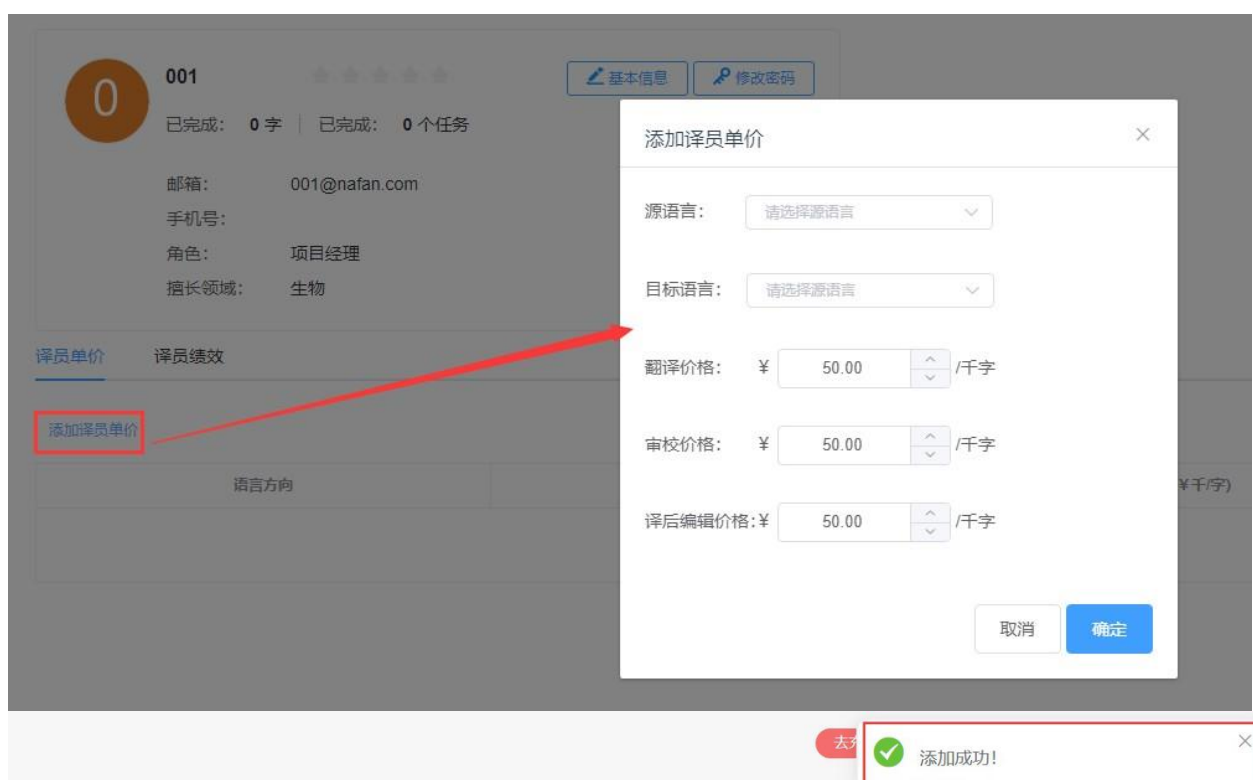 0
001
基本信息
修改密码
已完成： 0 字 | 已完成： 0 个任务
邮箱： 001@nafan.com
手机号：
角色： 项目经理
擅长领域： 生物
译员单价 译员绩效
添加译员单价
语言方向
￥千/字)
添加译员单价
源语言： 请选择源语言
目标语言： 请选择源语言
翻译价格： ￥ 50.00 /千字
审校价格： ￥ 50.00 /千字
译后编辑价格：￥ 50.00 /千字
取消 确定
去
添加成功！